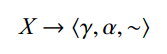 X → ⟨γ, α, ∼⟩